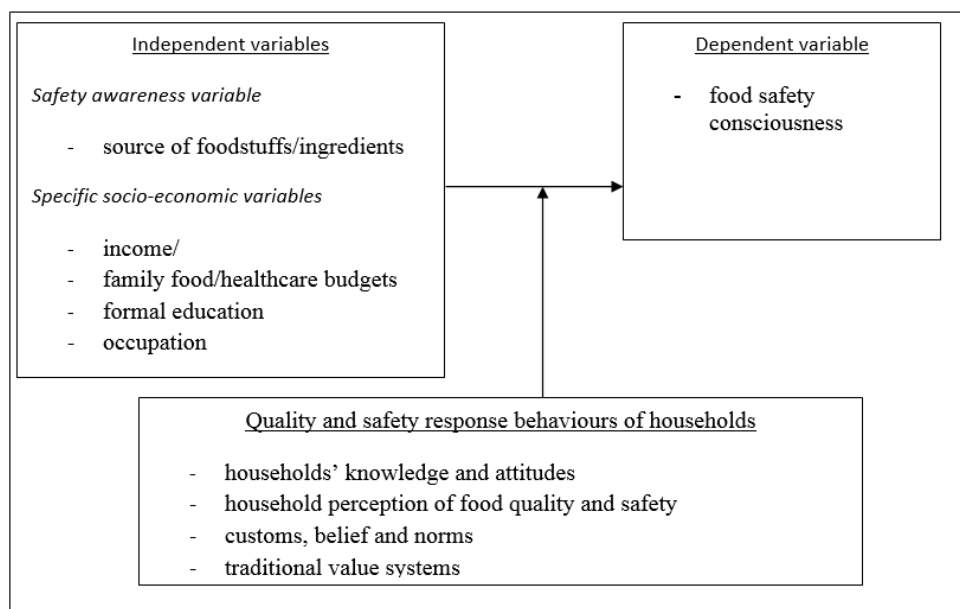 Independent variables
Safety awareness variable
- source of foodstuffs/ingredients
Specific socio-economic variables
- income/
- family food/healthcare budgets
- formal education
- occupation
Dependent variable
- food safety
consciousness
Quality and safety response behaviours of households
- households’ knowledge and attitudes
- household perception of food quality and safety
- customs, belief and norms
- traditional value systems